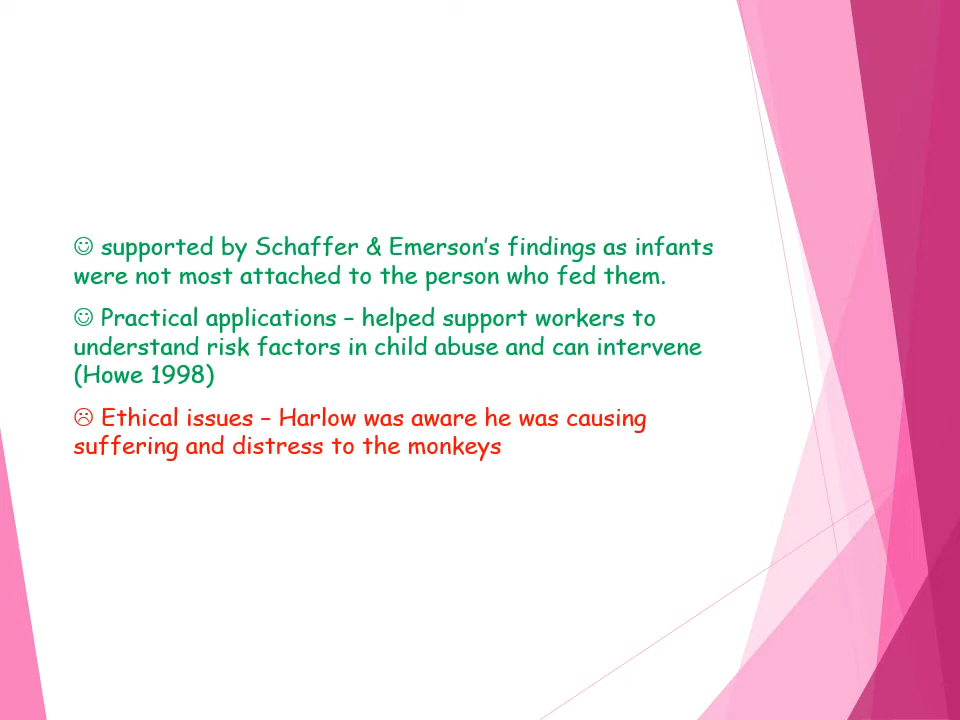 ☺ supported by Schaffer & Emerson's findings as infants
were not most attached to the person who fed them.
☺ Practical applications – helped support workers to
understand risk factors in child abuse and can intervene
(Howe 1998)
☹ Ethical issues – Harlow was aware he was causing
suffering and distress to the monkeys